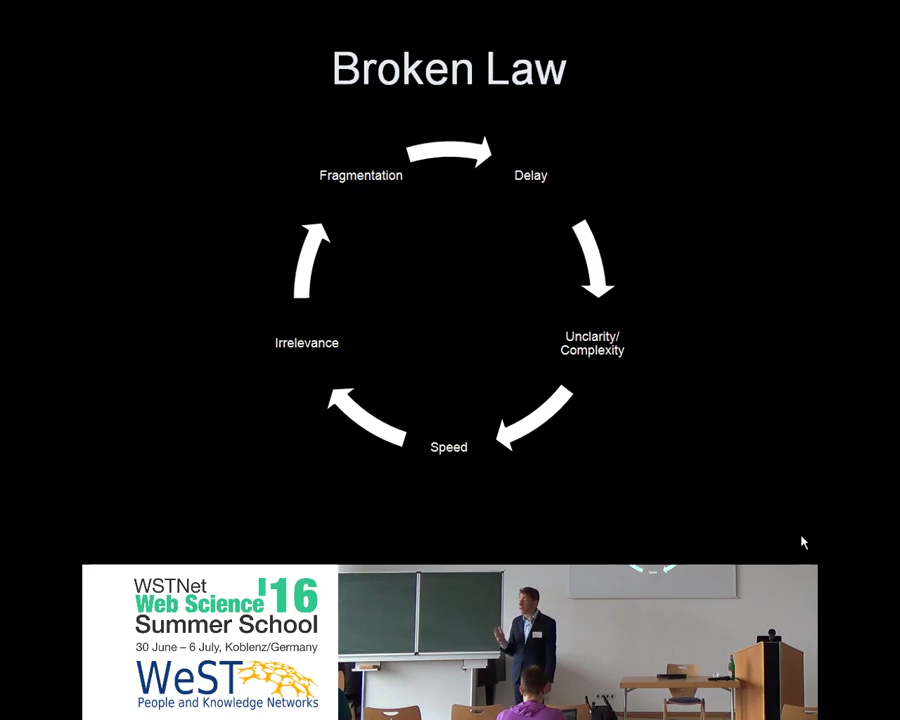 Broken Law
Fragmentation
Delay
Unclarity/
Complexity
Speed
Irrelevance
WSTNet
Web Science '16
Summer School
30 June – 6 July, Koblenz/Germany
WeST
People and Knowledge Networks